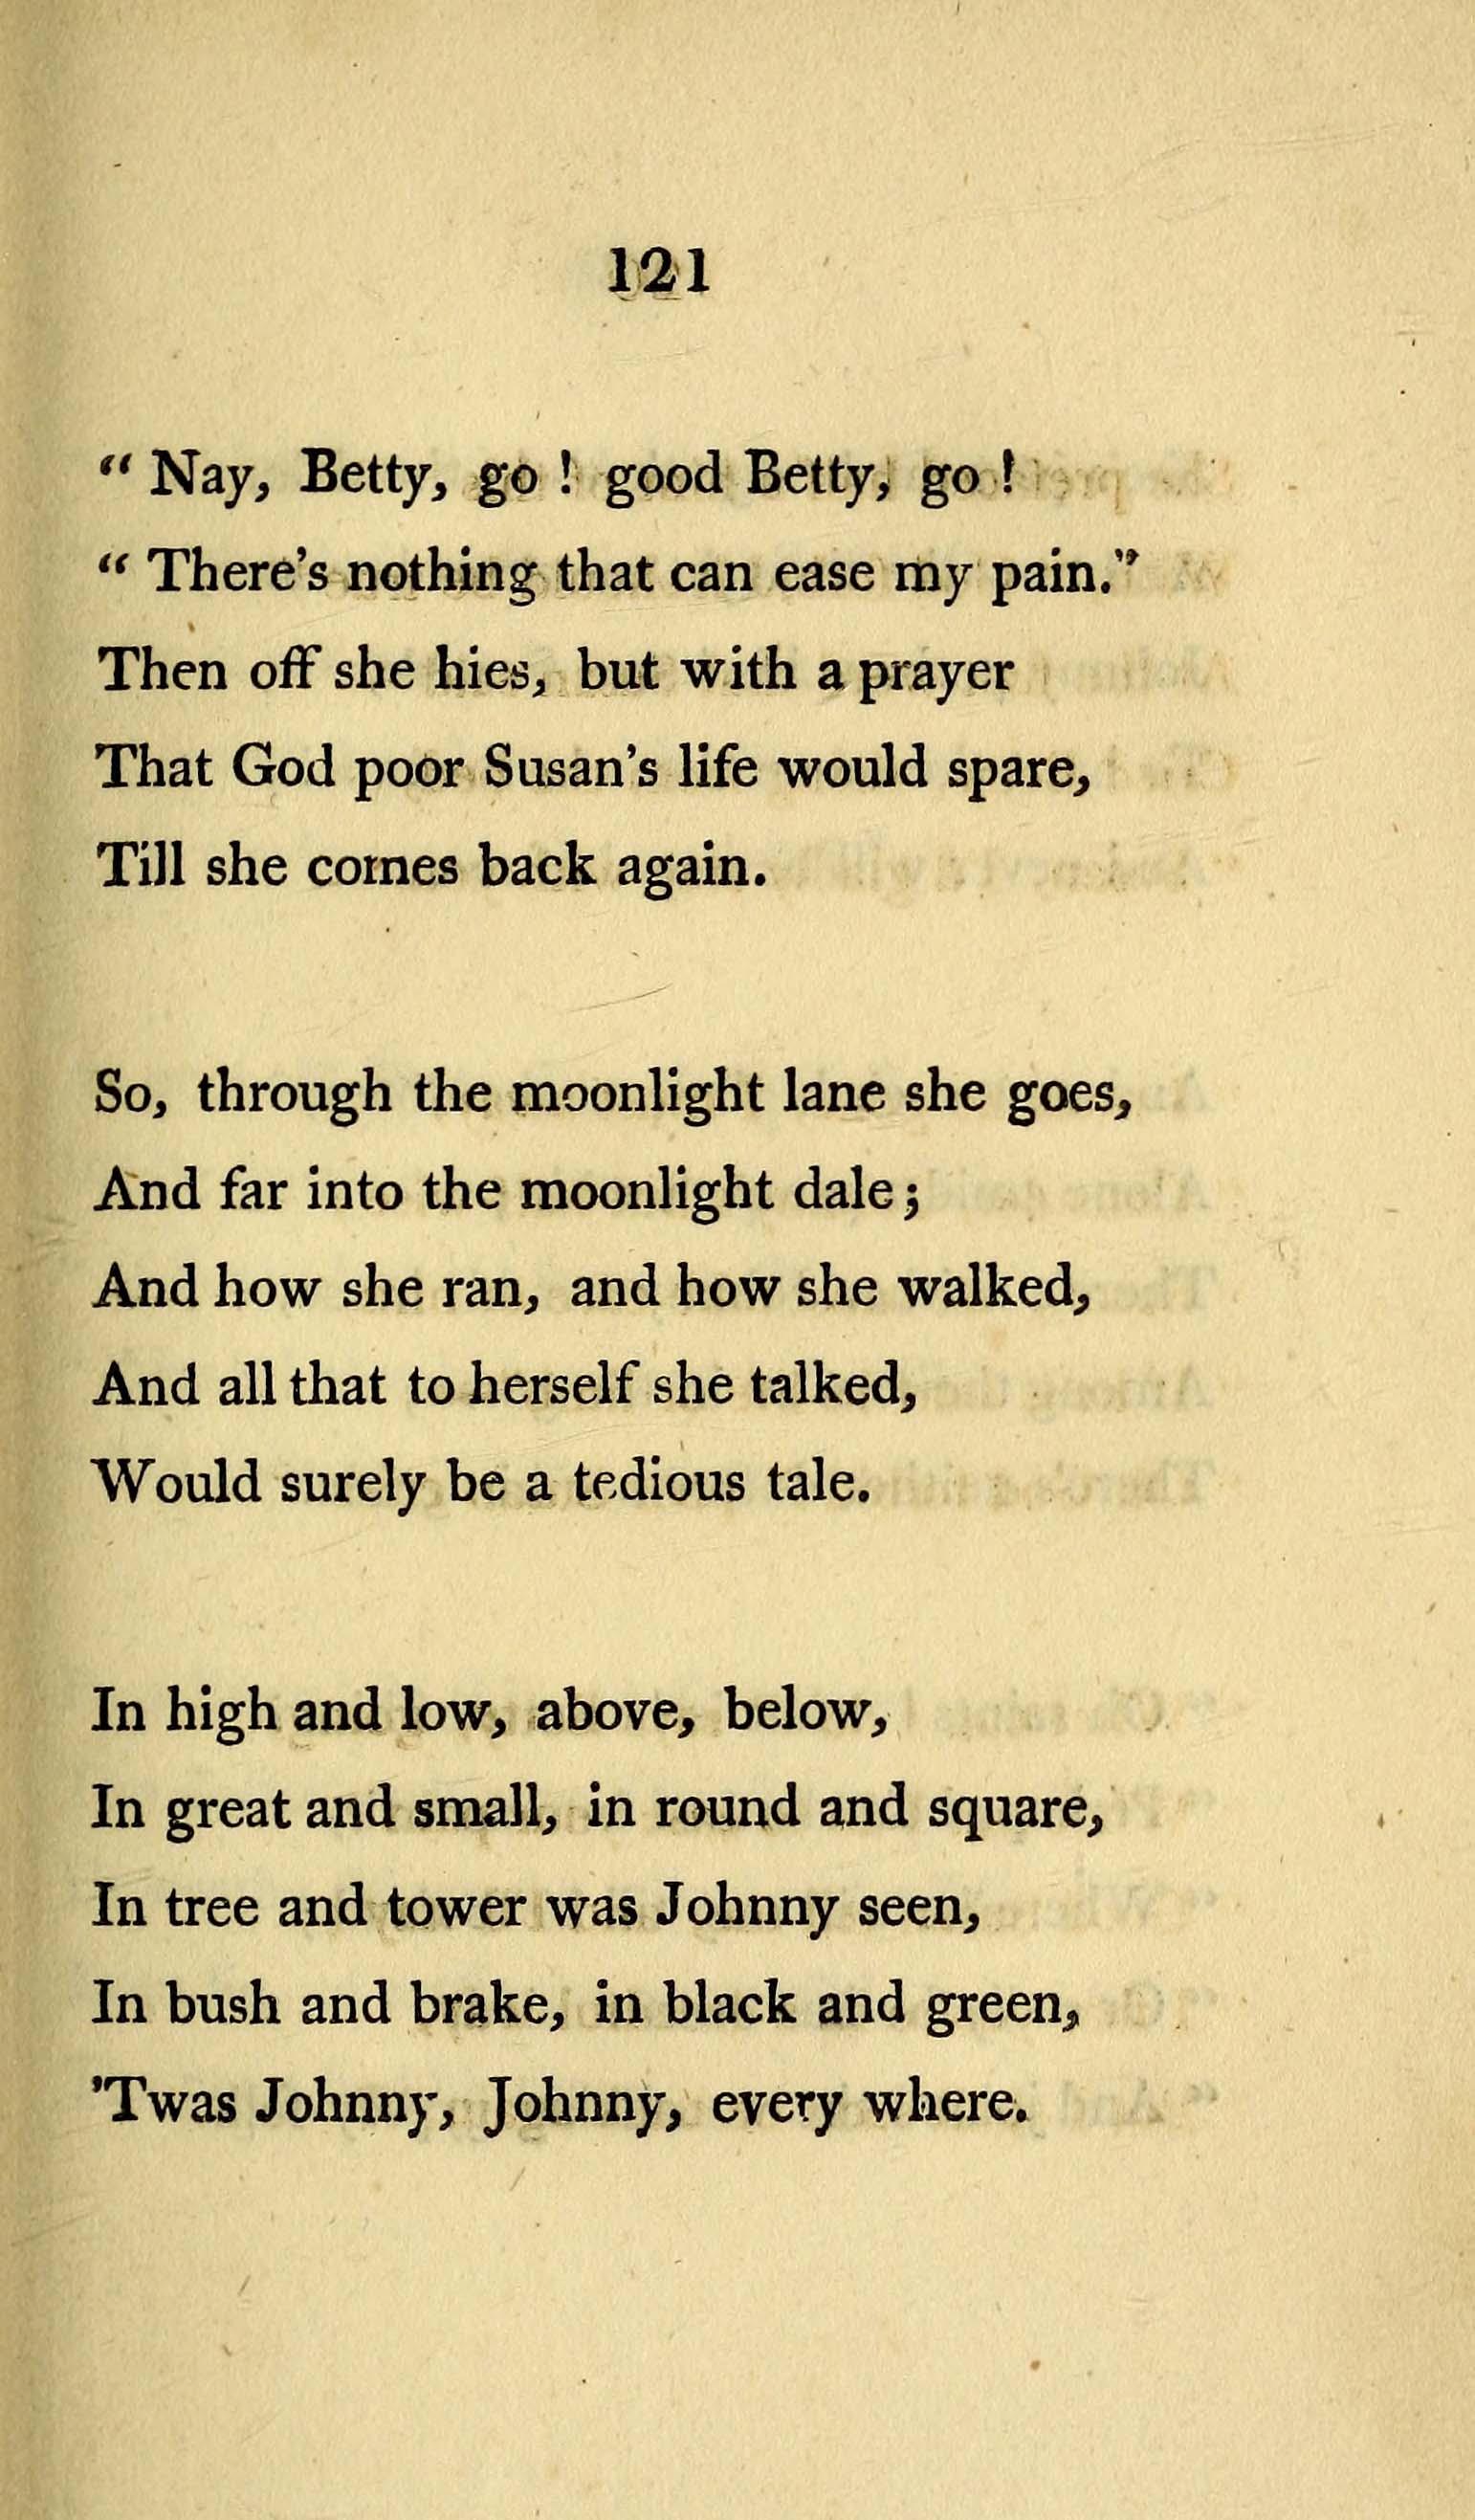 121
“ Nay, Betty, go ! good Betty, go !
“ There's nothing that can ease my pain.”
Then off she hies, but with a prayer
That God poor Susan's life would spare,
Till she comes back again.
So, through the moonlight lane she goes,
And far into the moonlight dale ;
And how she ran, and how she walked,
And all that to herself she talked,
Would surely be a tedious tale.
In high and low, above, below,
In great and small, in round and square,
In tree and tower was Johnny seen,
In bush and brake, in black and green,
'Twas Johnny, Johnny, every where.